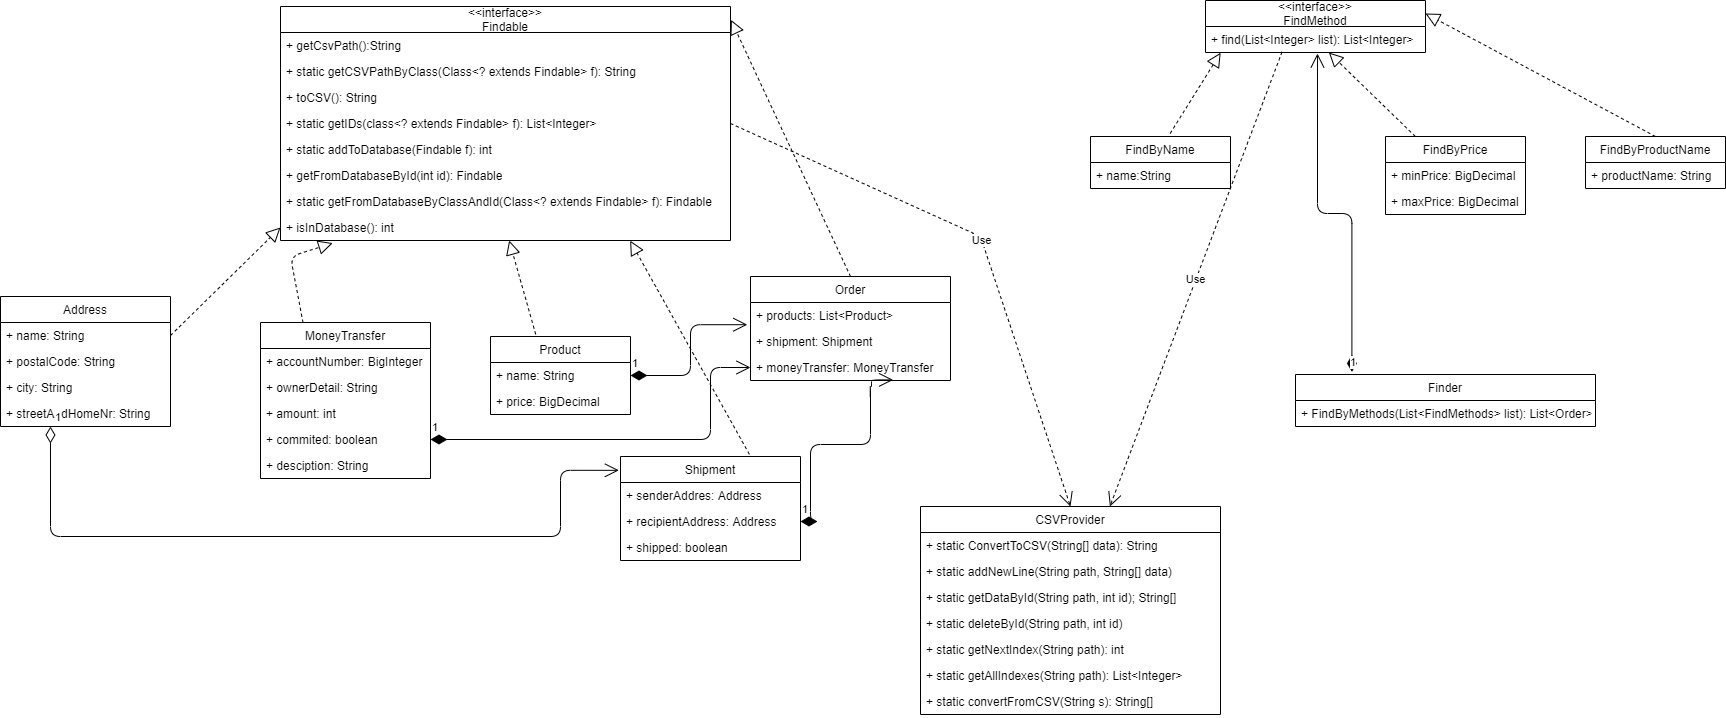 <<interface>>
Findable
+ getCsvPath():String
+ static getCSVPathByClass(Class<? extends Findable> f): String
+ toCSV(): String
+ static getIDs(class<? extends Findable> f): List<Integer>
+ static addToDatabase(Findable f): int
+ getFromDatabaseById(int id): Findable
+ static getFromDatabaseByClassAndId(Class<? extends Findable> f): Findable
+ isInDatabase(): int
<<interface>>
FindMethod
+ find(List<Integer> list): List<Integer>
FindByName
+ name:String
FindByPrice
+ minPrice: BigDecimal
+ maxPrice: BigDecimal
FindByProductName
+ productName: String
Use
Use
Address
+ name: String
+ postalCode: String
+ city: String
+ streetA1dHomeNr: String
MoneyTransfer
+ accountNumber: BigInteger
+ ownerDetail: String
+ amount: int
+ commited: boolean
+ desciption: String
1
Product
+ name: String
+ price: BigDecimal
1
Order
+ products: List<Product>
+ shipment: Shipment
+ moneyTransfer: MoneyTransfer
Shipment
+ senderAddres: Address
+ recipientAddress: Address
+ shipped: boolean
1
1
Finder
+ FindByMethods(List<FindMethods> list): List<Order>
CSVProvider
+ static ConvertToCSV(String[] data): String
+ static addNewLine(String path, String[] data)
+ static getDataById(String path, int id); String[]
+ static deleteById(String path, int id)
+ static getNextIndex(String path): int
+ static getAllIndexes(String path): List<Integer>
+ static convertFromCSV(String s): String[]